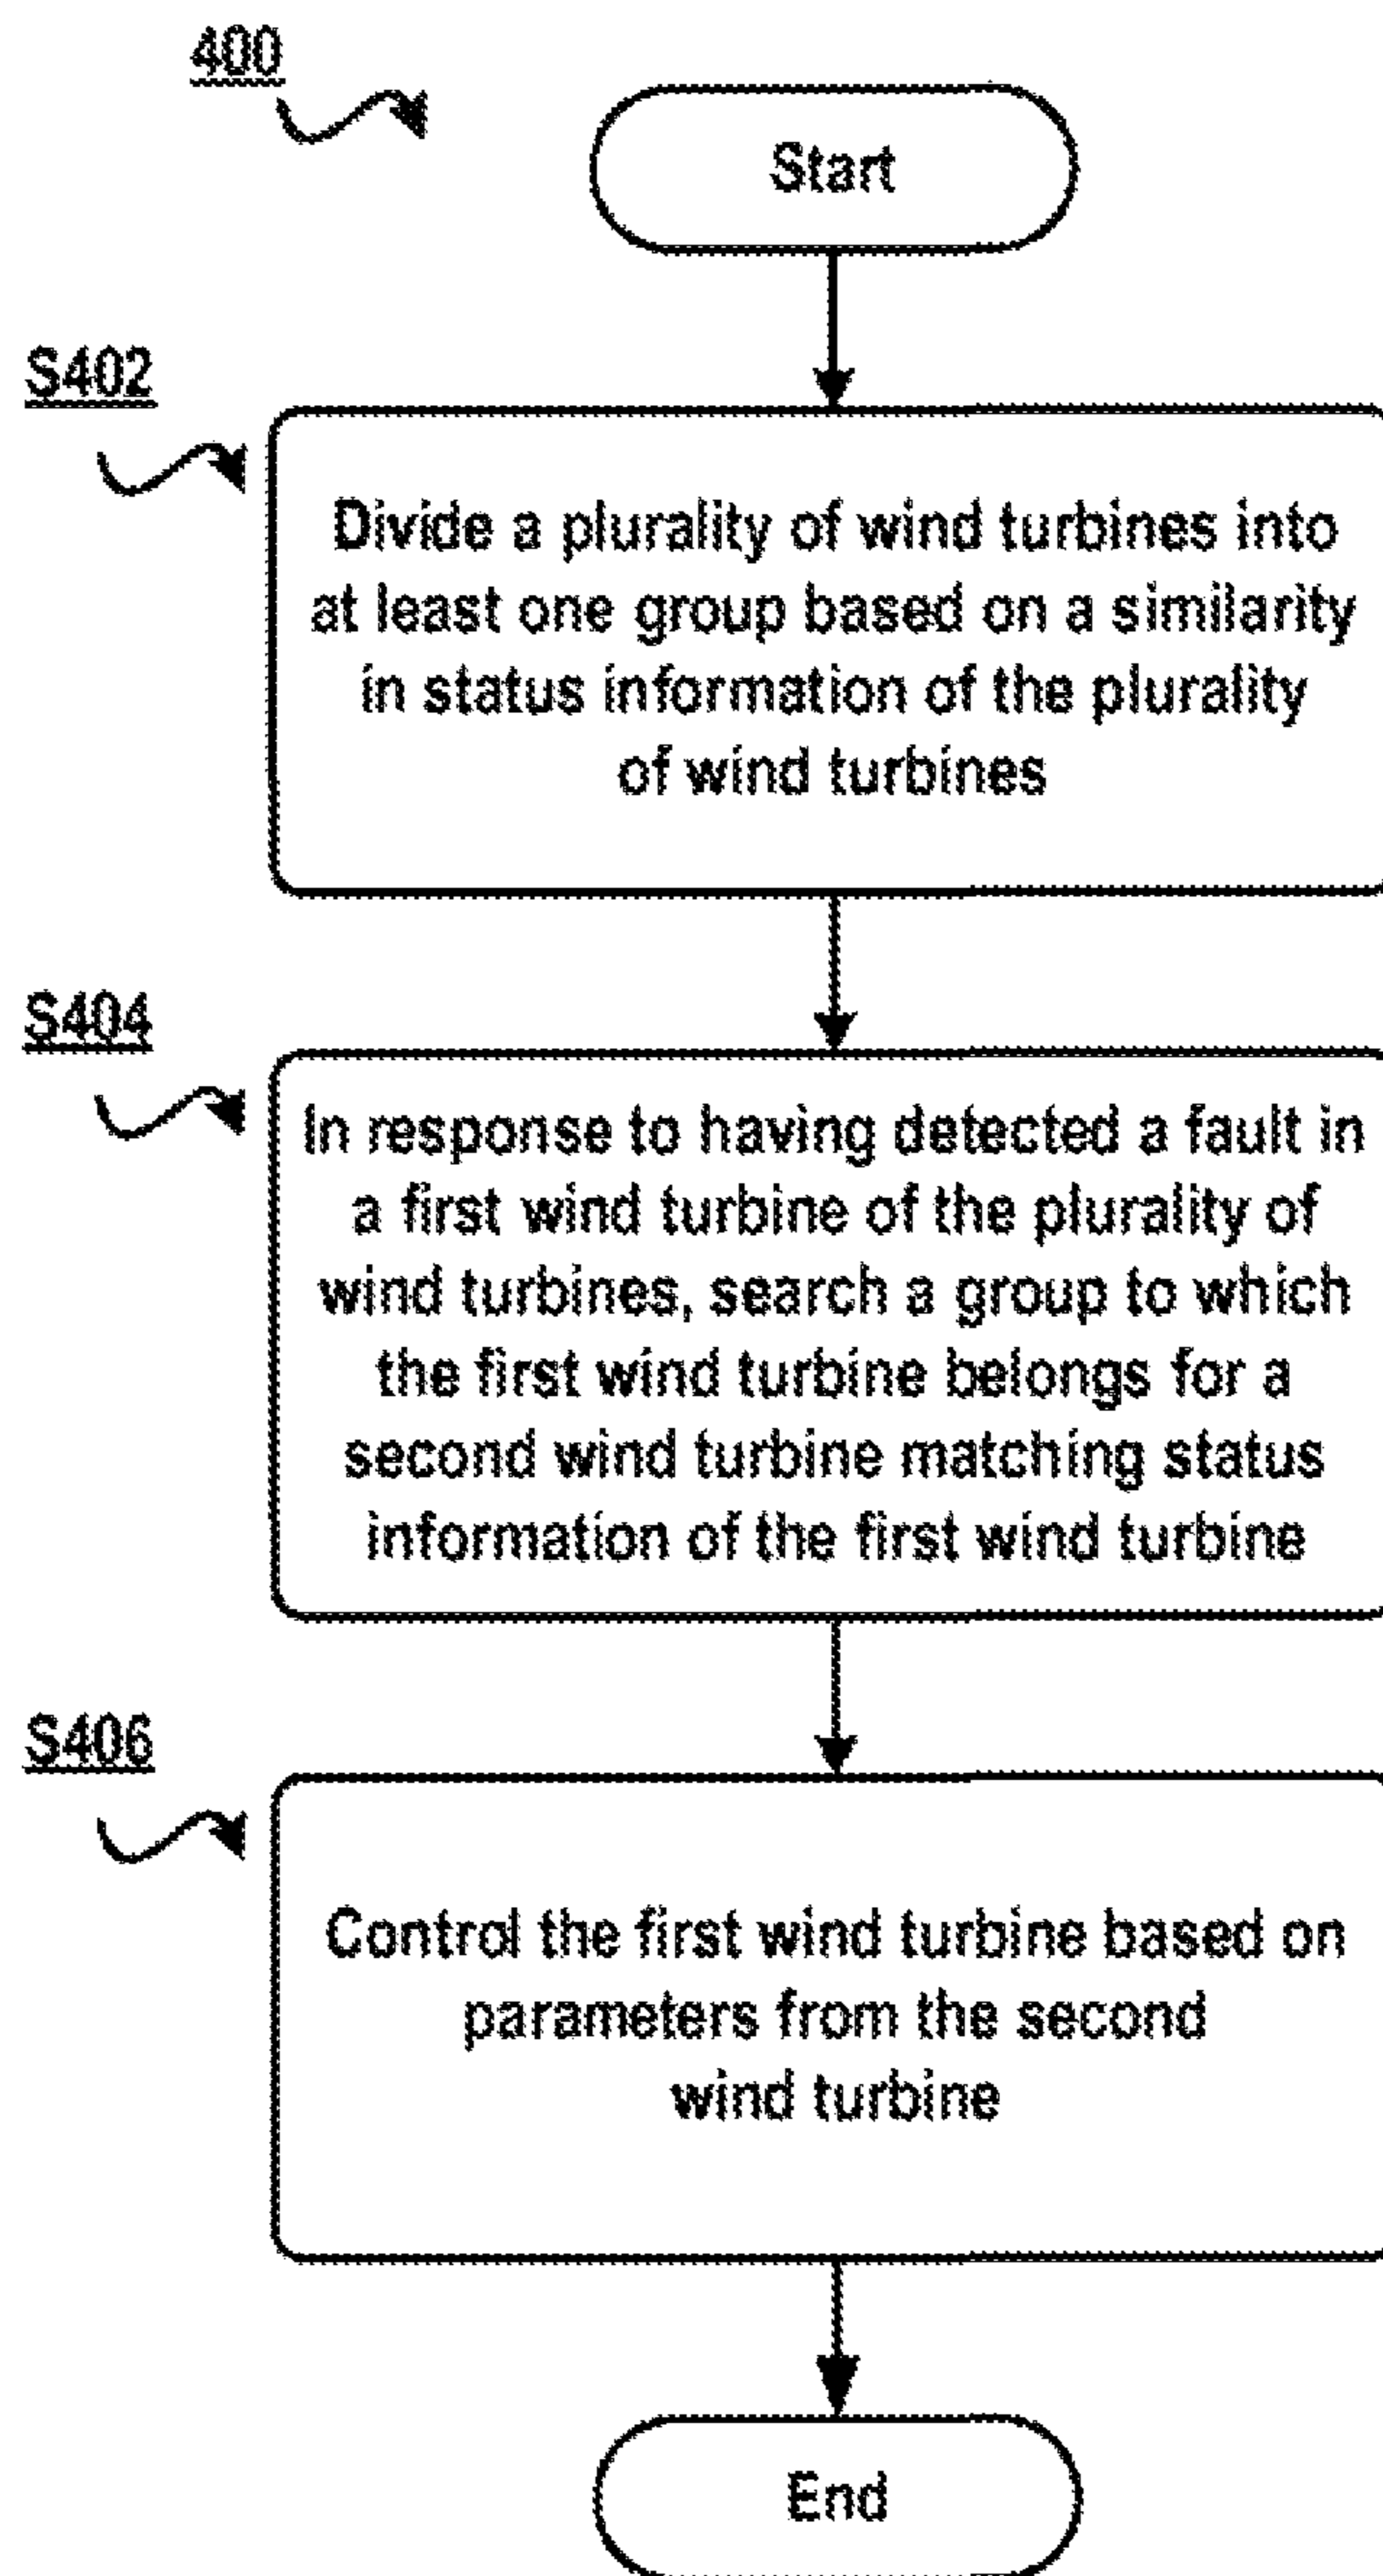 400
Start
S402
Divide a plurality of wind turbines into
at least one group based on a similarity
in status information of the plurality
of wind turbines
S404
In response to having detected a fault in
a first wind turbine of the plurality of
wind turbines, search a group to which
the first wind turbine belongs for a
second wind turbine matching status
information of the first wind turbine
S406
Control the first wind turbine based on
parameters from the second
wind turbine
End